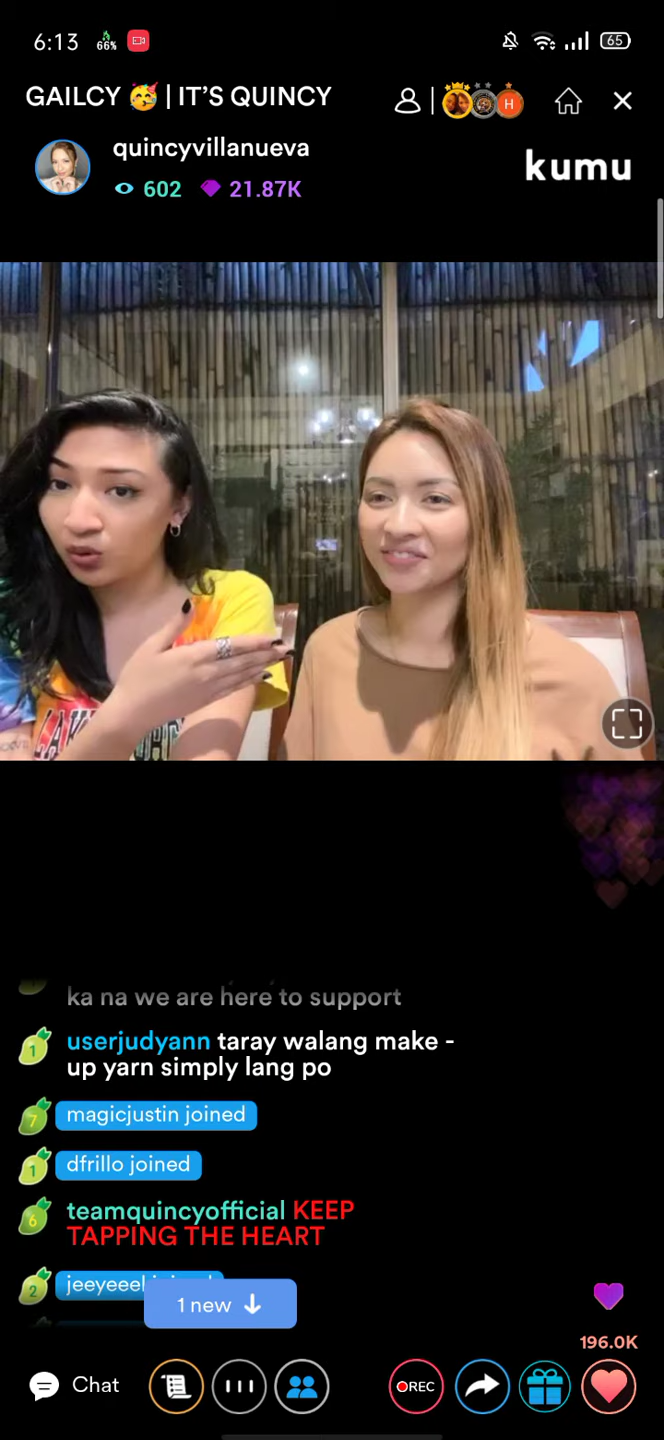 6:13 66% 65
GAILCY 🥳 | IT'S QUINCY H
quincyvillanueva
602 21.87K
kumu
ka na we are here to support
1 userjudyann taray walang make -
up yarn simply lang po
7 magicjustin joined
1 dfrillo joined
6 teamquincyofficial KEEP
TAPPING THE HEART
2 jeeyeeel joined
1 new
196.0K
Chat REC